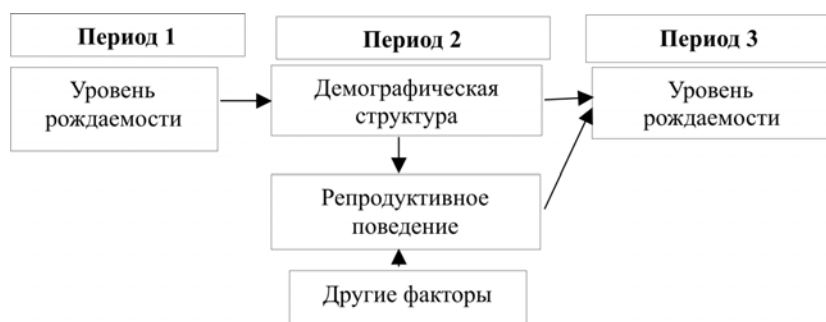 Период 1
Период 2
Период 3
Уровень
рождаемости
Демографическая
структура
Уровень
рождаемости
Репродуктивное
поведение
Другие факторы